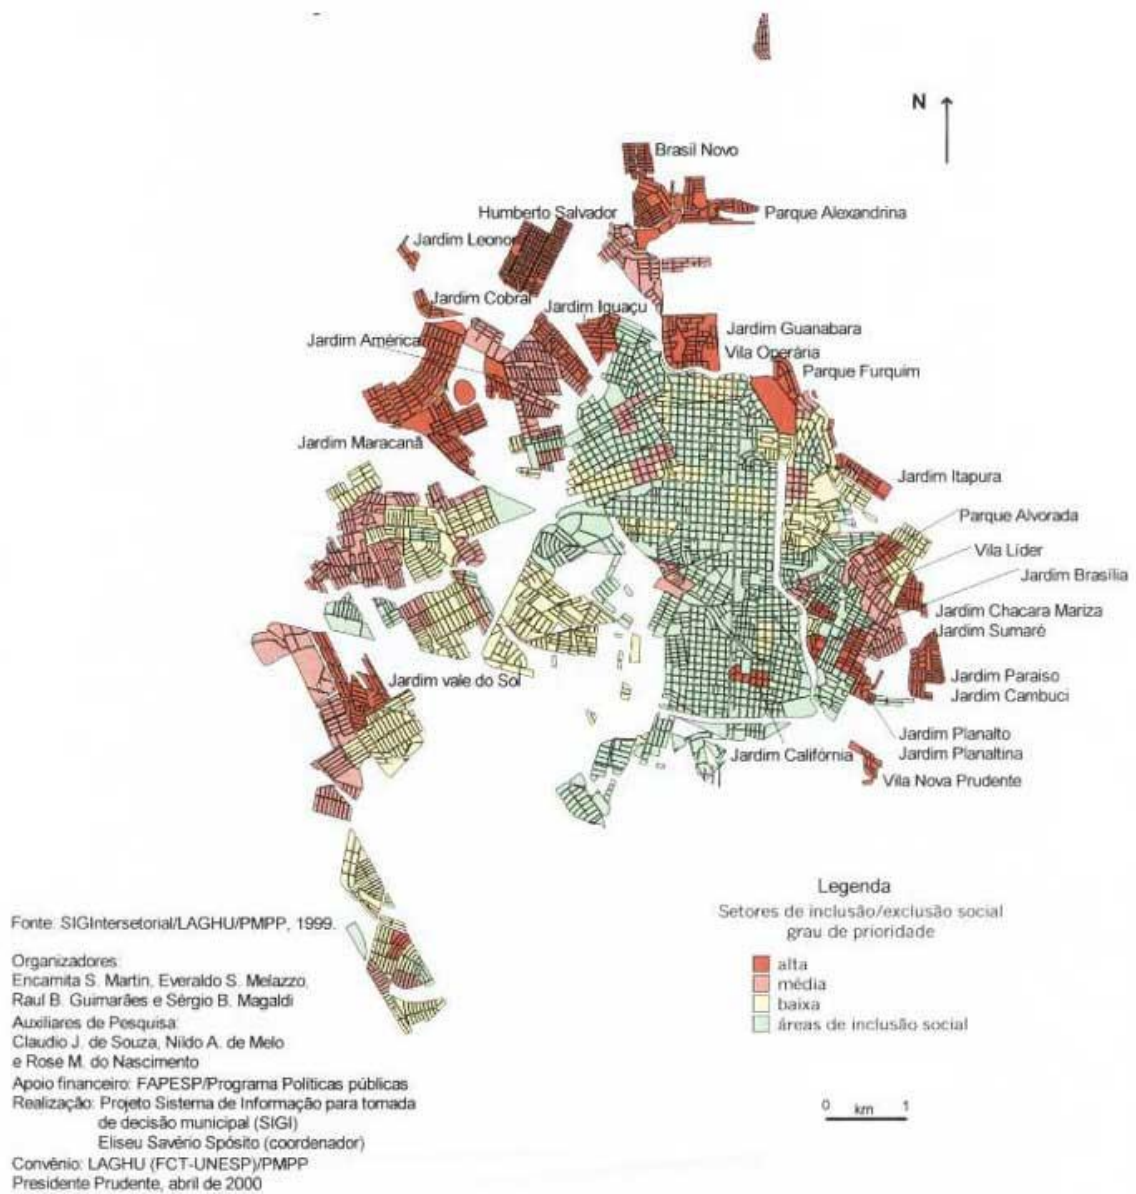 N
Brasil Novo
Humberto Salvador
Parque Alexandrina
Jardim Leonor
Jardim Cobral
Jardim Iguaçu
Jardim Guanabara
Jardim América
Vila Operária
Parque Furquim
Jardim Maracanã
Jardim Itapura
Parque Alvorada
Vila Líder
Jardim Brasília
Jardim Chacara Mariza
Jardim Sumaré
Jardim vale do Sol
Jardim Paraiso
Jardim Cambuci
Jardim Planalto
Jardim Califórnia
Jardim Planaltina
Vila Nova Prudente
Legenda
Setores de inclusão/exclusão social
grau de prioridade
alta
média
baixa
áreas de inclusão social
0 km 1
Fonte: SIGIntersetorial/LAGHU/PMPP, 1999.
Organizadores:
Encarnita S. Martin, Everaldo S. Melazzo,
Raul B. Guimarães e Sérgio B. Magaldi
Auxiliares de Pesquisa:
Claudio J. de Souza, Nildo A. de Melo
e Rose M. do Nascimento
Apoio financeiro: FAPESP/Programa Políticas públicas
Realização: Projeto Sistema de Informação para tomada
de decisão municipal (SIGI)
Eliseu Savério Spósito (coordenador)
Convênio: LAGHU (FCT-UNESP)/PMPP
Presidente Prudente, abril de 2000